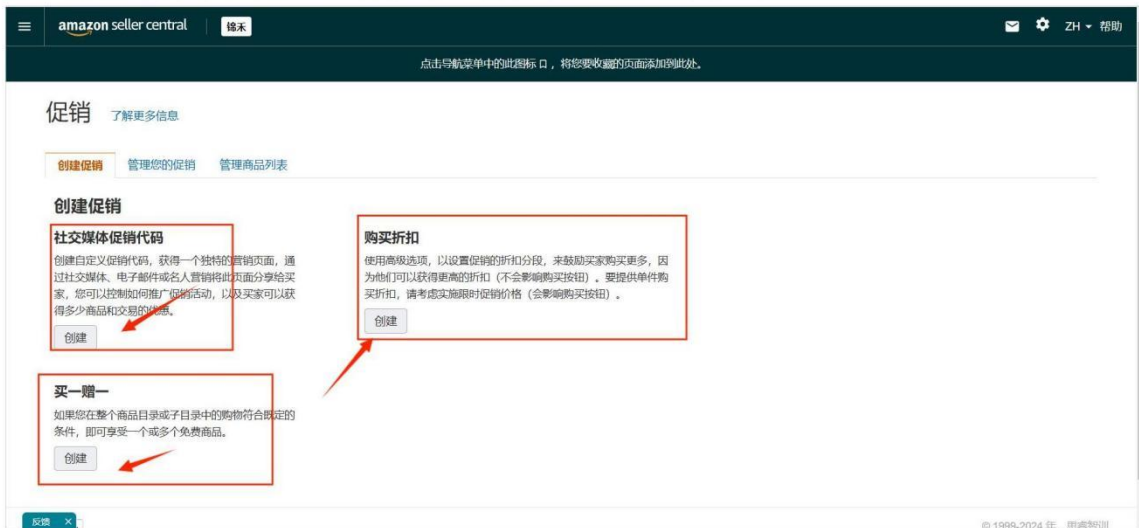 amazon seller central 锦禾 ZH 帮助
点击导航菜单中的此图标口，将您要收藏的页面添加到此处。
促销 了解更多信息
创建促销 管理您的促销 管理商品列表
创建促销
社交媒体促销代码
创建自定义促销代码，获得一个独特的营销页面，通
过社交媒体、电子邮件或名人营销将此页面分享给买
家，您可以控制如何推广促销活动，以及买家可以获
得多少商品和交易的优惠。
创建
购买折扣
使用高级选项，以设置促销的折扣分段，来鼓励买家购买更多，因
为他们可以获得更高的折扣（不会影响购买按钮）。要提供单件购
买折扣，请考虑实施限时促销价格（会影响购买按钮）。
创建
买一赠一
如果您在整个商品目录或子目录中的购物符合既定的
条件，即可享受一个或多个免费商品。
创建
反馈 ×
© 1999-2024 年，思睿智训